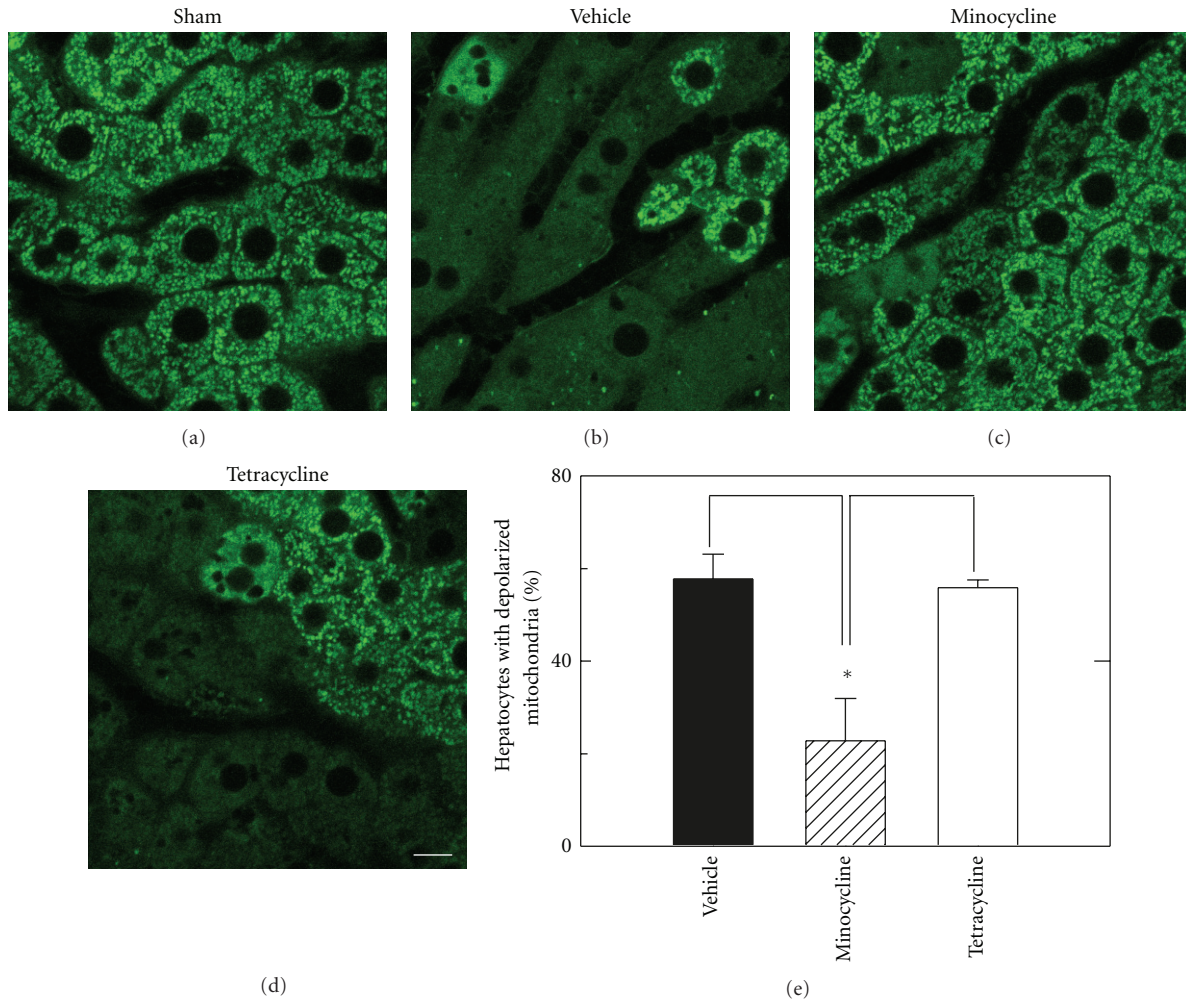 Sham
Vehicle
Minocycline
(a)
(b)
(c)
Tetracycline
(d)
80
40
0
Hepatocytes with depolarized
mitochondria (%)
*
Vehicle
Minocycline
Tetracycline
(e)